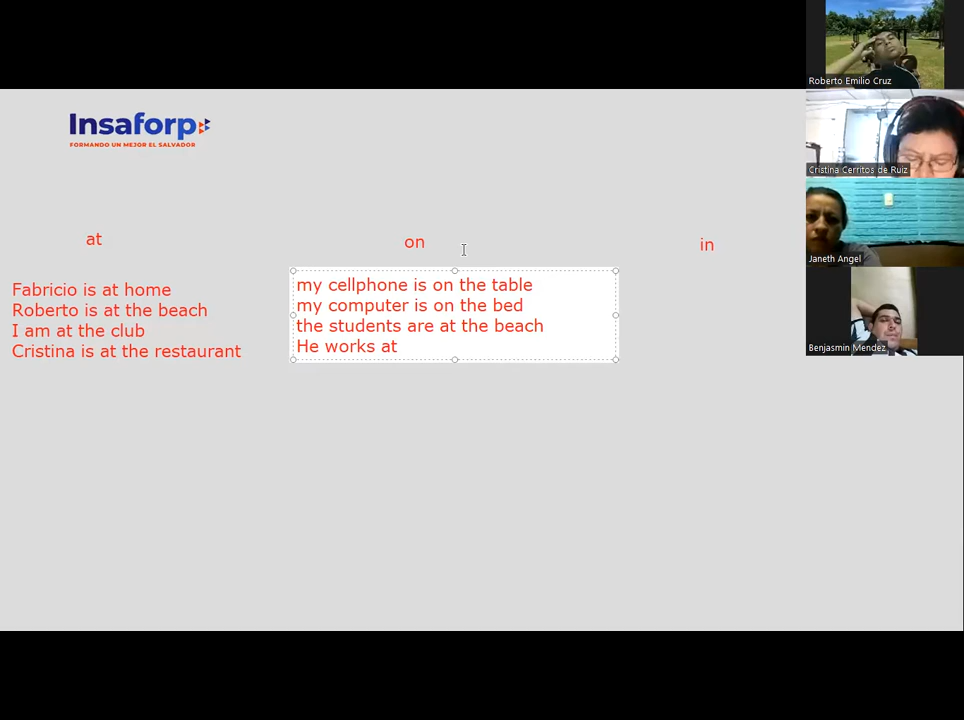 Insaforp
FORMANDO UN MEJOR EL SALVADOR
at
on
in
Fabricio is at home
Roberto is at the beach
I am at the club
Cristina is at the restaurant
my cellphone is on the table
my computer is on the bed
the students are at the beach
He works at
Roberto Emilio Cruz
Cristina Cerritos de Ruiz
Janeth Angel
Benjasmin Mendez